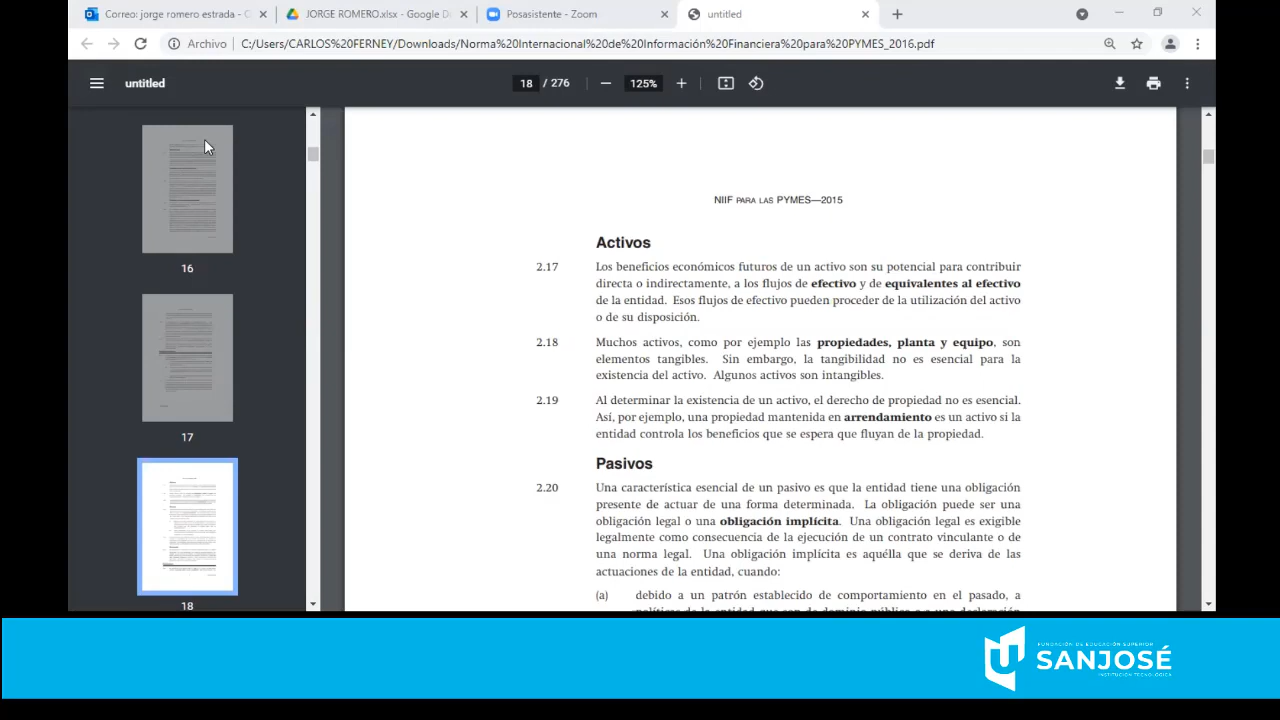 Correo: jorge romero estrada -
JORGE ROMERO.xlsx - Google D
Posasistente - Zoom
untitled
Archivo
C:/Users/CARLOS%20FERNEY/Downloads/Norma%20Internacional%20de%20Información%20Financiera%20para%20PYMES_2016.pdf
untitled
18 / 276
125%
16
17
18
NIIF PARA LAS PYMES—2015
Activos
2.17 Los beneficios económicos futuros de un activo son su potencial para contribuir
directa o indirectamente, a los flujos de efectivo y de equivalentes al efectivo
de la entidad. Esos flujos de efectivo pueden proceder de la utilización del activo
o de su disposición.
2.18 Muchos activos, como por ejemplo las propiedades, planta y equipo, son
elementos tangibles. Sin embargo, la tangibilidad no es esencial para la
existencia del activo. Algunos activos son intangibles.
2.19 Al determinar la existencia de un activo, el derecho de propiedad no es esencial.
Así, por ejemplo, una propiedad mantenida en arrendamiento es un activo si la
entidad controla los beneficios que se espera que fluyan de la propiedad.
Pasivos
2.20 Una característica esencial de un pasivo es que la entidad tiene una obligación
presente de actuar de una forma determinada. La obligación puede ser una
obligación legal o una obligación implícita. Una obligación legal es exigible
legalmente como consecuencia de la ejecución de un contrato vinculante o de
una norma legal. Una obligación implícita es aquélla que se deriva de las
actuaciones de la entidad, cuando:
(a) debido a un patrón establecido de comportamiento en el pasado, a
políticas de la entidad que son de dominio público o a una declaración
FUNDACIÓN DE EDUCACIÓN SUPERIOR
SANJOSÉ
INSTITUCIÓN TECNOLÓGICA